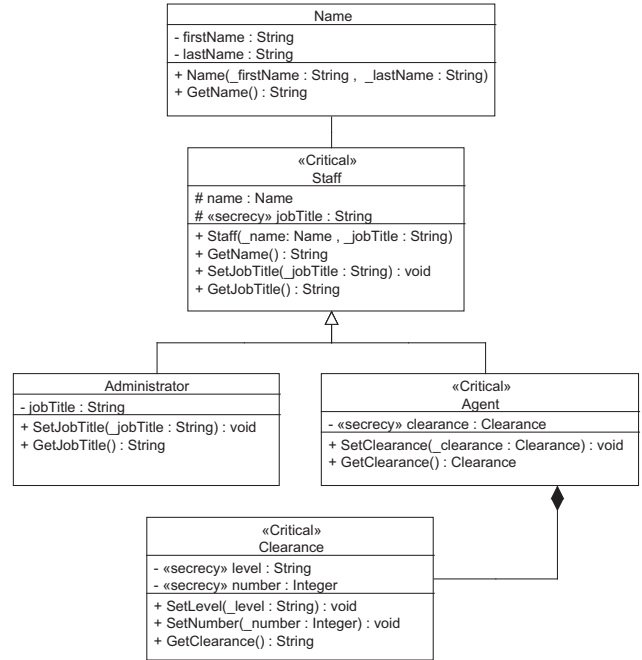 Name
- firstName : String
- lastName : String
+ Name(_firstName : String , _lastName : String)
+ GetName() : String
«Critical»
Staff
# name : Name
# «secrecy» jobTitle : String
+ Staff(_name: Name , _jobTitle : String)
+ GetName() : String
+ SetJobTitle(_jobTitle : String) : void
+ GetJobTitle() : String
Administrator
- jobTitle : String
+ SetJobTitle(_jobTitle : String) : void
+ GetJobTitle() : String
«Critical»
Agent
- «secrecy» clearance : Clearance
+ SetClearance(_clearance : Clearance) : void
+ GetClearance() : Clearance
«Critical»
Clearance
- «secrecy» level : String
- «secrecy» number : Integer
+ SetLevel(_level : String) : void
+ SetNumber(_number : Integer) : void
+ GetClearance() : String